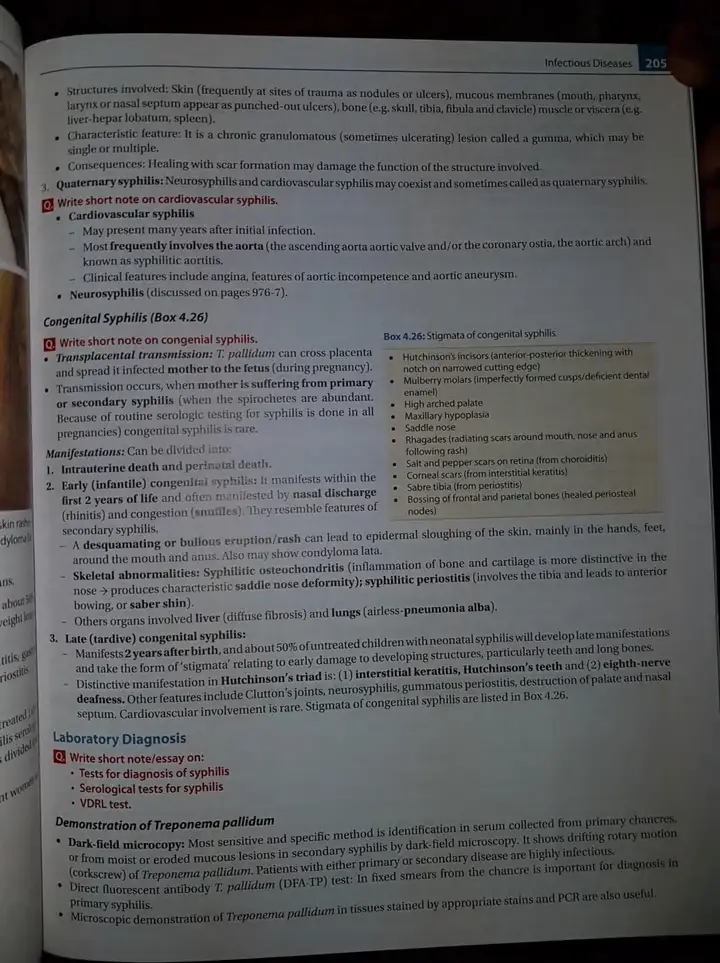 Infectious Diseases 205
• Structures involved: Skin (frequently at sites of trauma as nodules or ulcers), mucous membranes (mouth, pharynx,
larynx or nasal septum appear as punched-out ulcers), bone (e.g. skull, tibia, fibula and clavicle) muscle or viscera (e.g.
liver-hepar lobatum, spleen).
• Characteristic feature: It is a chronic granulomatous (sometimes ulcerating) lesion called a gumma, which may be
single or multiple.
• Consequences: Healing with scar formation may damage the function of the structure involved.
3. Quaternary syphilis: Neurosyphilis and cardiovascular syphilis may coexist and sometimes called as quaternary syphilis.
Q. Write short note on cardiovascular syphilis.
• Cardiovascular syphilis
– May present many years after initial infection.
– Most frequently involves the aorta (the ascending aorta aortic valve and/or the coronary ostia, the aortic arch) and
known as syphilitic aortitis.
– Clinical features include angina, features of aortic incompetence and aortic aneurysm.
• Neurosyphilis (discussed on pages 976-7).
Congenital Syphilis (Box 4.26)
Q. Write short note on congenial syphilis.
• Transplacental transmission: T. pallidum can cross placenta
and spread it infected mother to the fetus (during pregnancy).
• Transmission occurs, when mother is suffering from primary
or secondary syphilis (when the spirochetes are abundant.
Because of routine serologic testing for syphilis is done in all
pregnancies) congenital syphilis is rare.
Manifestations: Can be divided into:
1. Intrauterine death and perinatal death.
2. Early (infantile) congenital syphilis: It manifests within the
first 2 years of life and often manifested by nasal discharge
(rhinitis) and congestion (snuffles). They resemble features of
secondary syphilis.
Box 4.26: Stigmata of congenital syphilis.
• Hutchinson's incisors (anterior-posterior thickening with
notch on narrowed cutting edge)
• Mulberry molars (imperfectly formed cusps/deficient dental
enamel)
• High arched palate
• Maxillary hypoplasia
• Saddle nose
• Rhagades (radiating scars around mouth, nose and anus
following rash)
• Salt and pepper scars on retina (from choroiditis)
• Corneal scars (from interstitial keratitis)
• Sabre tibia (from periostitis)
• Bossing of frontal and parietal bones (healed periosteal
nodes)
– A desquamating or bullous eruption/rash can lead to epidermal sloughing of the skin, mainly in the hands, feet,
around the mouth and anus. Also may show condyloma lata.
– Skeletal abnormalities: Syphilitic osteochondritis (inflammation of bone and cartilage is more distinctive in the
nose → produces characteristic saddle nose deformity); syphilitic periostitis (involves the tibia and leads to anterior
bowing, or saber shin).
– Others organs involved liver (diffuse fibrosis) and lungs (airless-pneumonia alba).
3. Late (tardive) congenital syphilis:
– Manifests 2 years after birth, and about 50% of untreated children with neonatal syphilis will develop late manifestations
and take the form of 'stigmata' relating to early damage to developing structures, particularly teeth and long bones.
– Distinctive manifestation in Hutchinson's triad is: (1) interstitial keratitis, Hutchinson's teeth and (2) eighth-nerve
deafness. Other features include Clutton's joints, neurosyphilis, gummatous periostitis, destruction of palate and nasal
septum. Cardiovascular involvement is rare. Stigmata of congenital syphilis are listed in Box 4.26.
Laboratory Diagnosis
Q. Write short note/essay on:
• Tests for diagnosis of syphilis
• Serological tests for syphilis
• VDRL test.
Demonstration of Treponema pallidum
• Dark-field microcopy: Most sensitive and specific method is identification in serum collected from primary chancres,
or from moist or eroded mucous lesions in secondary syphilis by dark-field microscopy. It shows drifting rotary motion
(corkscrew) of Treponema pallidum. Patients with either primary or secondary disease are highly infectious.
• Direct fluorescent antibody T. pallidum (DFA-TP) test: In fixed smears from the chancre is important for diagnosis in
primary syphilis.
• Microscopic demonstration of Treponema pallidum in tissues stained by appropriate stains and PCR are also useful.